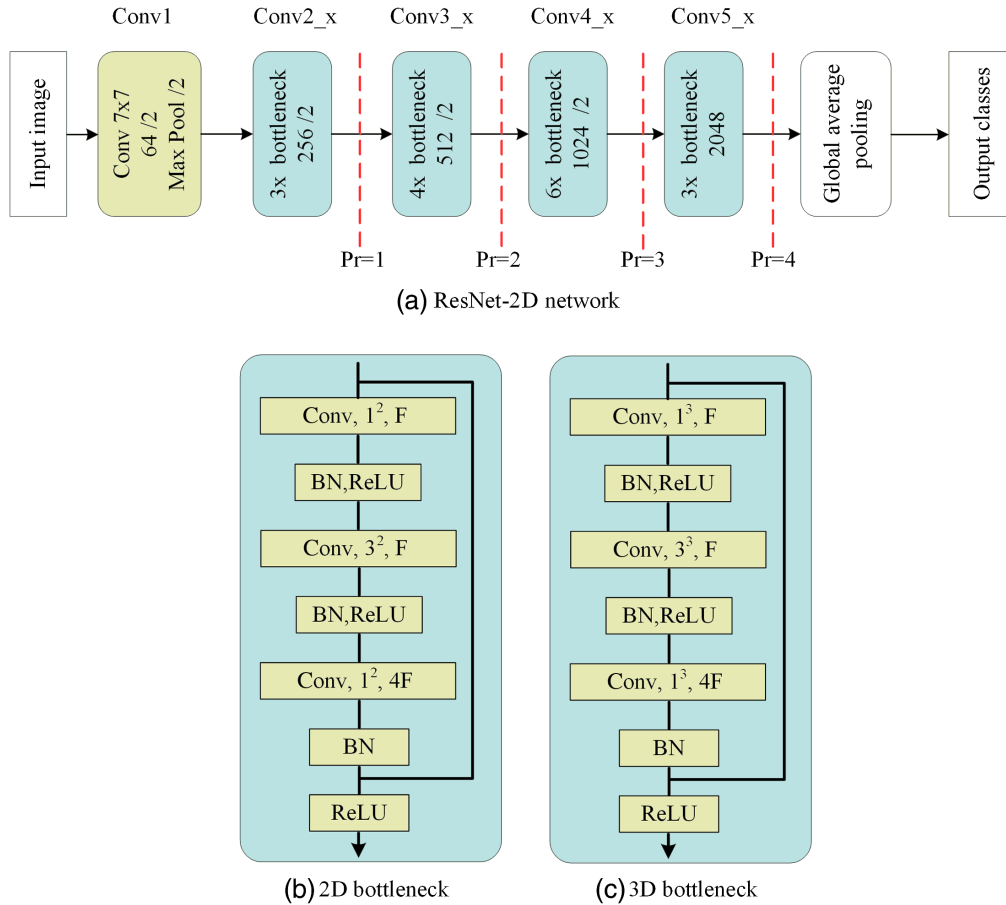 Conv1
Conv2_x
Conv3_x
Conv4_x
Conv5_x
Input image
Conv 7x7
64 /2
Max Pool /2
3x bottleneck
256 /2
4x bottleneck
512 /2
6x bottleneck
1024 /2
3x bottleneck
2048
Global average
pooling
Output classes
Pr=1
Pr=2
Pr=3
Pr=4
(a) ResNet-2D network
Conv, 1², F
BN,ReLU
Conv, 3², F
BN,ReLU
Conv, 1², 4F
BN
ReLU
(b) 2D bottleneck
Conv, 1³, F
BN,ReLU
Conv, 3³, F
BN,ReLU
Conv, 1³, 4F
BN
ReLU
(c) 3D bottleneck